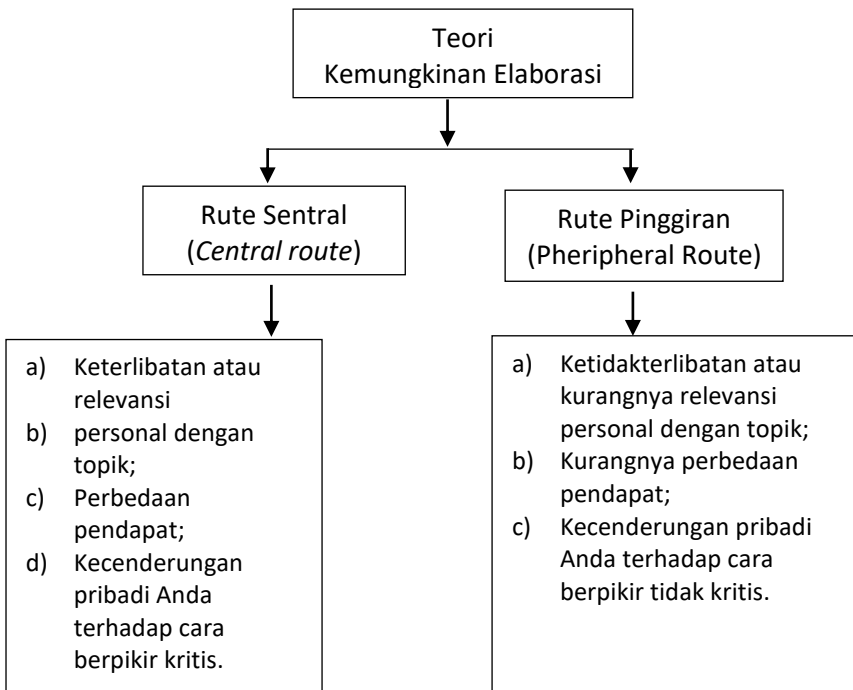 Teori
Kemungkinan Elaborasi
Rute Sentral
(Central route)
Rute Pinggiran
(Pheripheral Route)
a) Keterlibatan atau
relevansi
b) personal dengan
topik;
c) Perbedaan
pendapat;
d) Kecenderungan
pribadi Anda
terhadap cara
berpikir kritis.
a) Ketidakterlibatan atau
kurangnya relevansi
personal dengan topik;
b) Kurangnya perbedaan
pendapat;
c) Kecenderungan pribadi
Anda terhadap cara
berpikir tidak kritis.